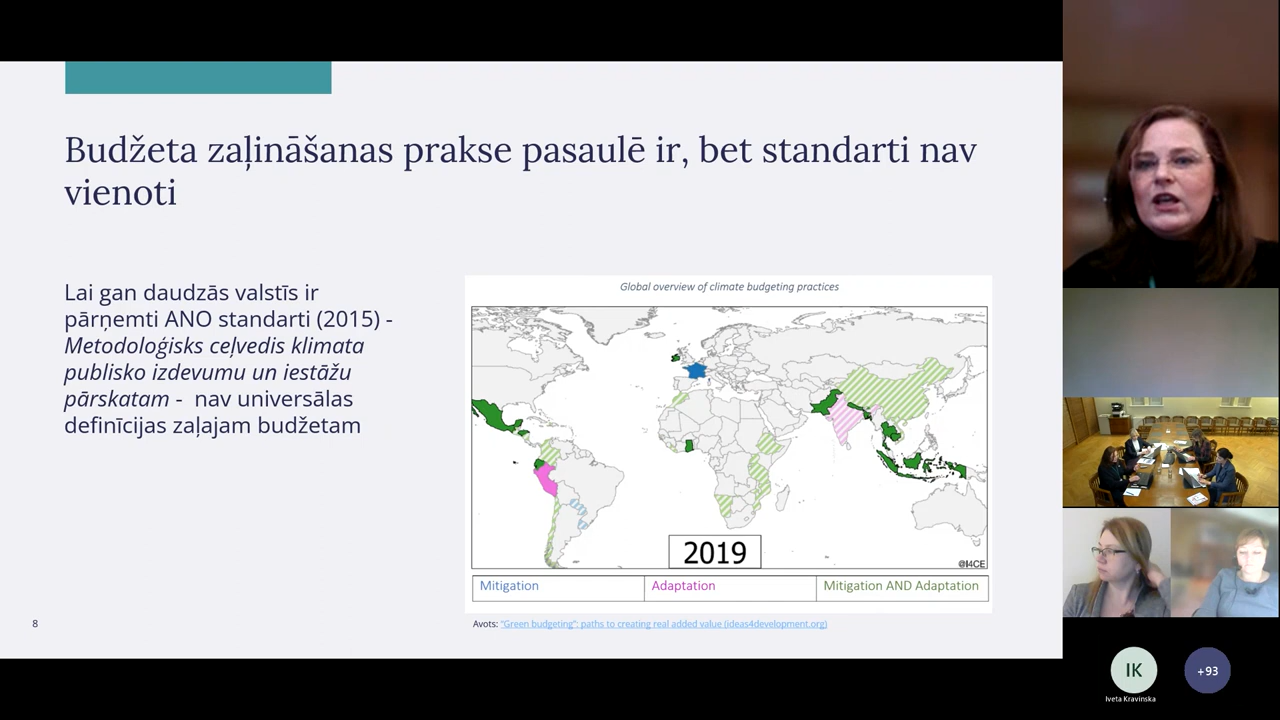 Budžeta zaļināšanas prakse pasaulē ir, bet standarti nav
vienoti
Lai gan daudzās valstīs ir
pārņemti ANO standarti (2015) -
Metodoloģisks ceļvedis klimata
publisko izdevumu un iestāžu
pārskatam - nav universālas
definīcijas zaļajam budžetam
Global overview of climate budgeting practices
2019
@I4CE
Mitigation
Adaptation
Mitigation AND Adaptation
8
Avots: "Green budgeting": paths to creating real added value (ideas4development.org)
IK
+93
Iveta Kravinska